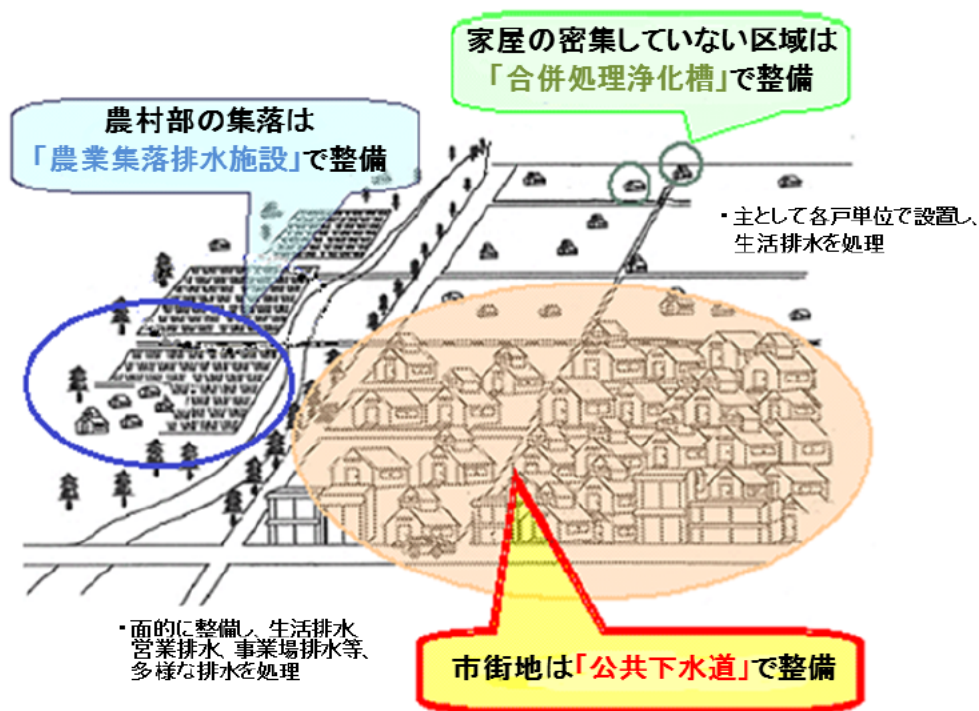 家屋の密集していない区域は
「合併処理浄化槽」で整備
農村部の集落は
「農業集落排水施設」で整備
・主として各戸単位で設置し、
生活排水を処理
・面的に整備し、生活排水
営業排水、事業場排水等、
多様な排水を処理
市街地は「公共下水道」で整備